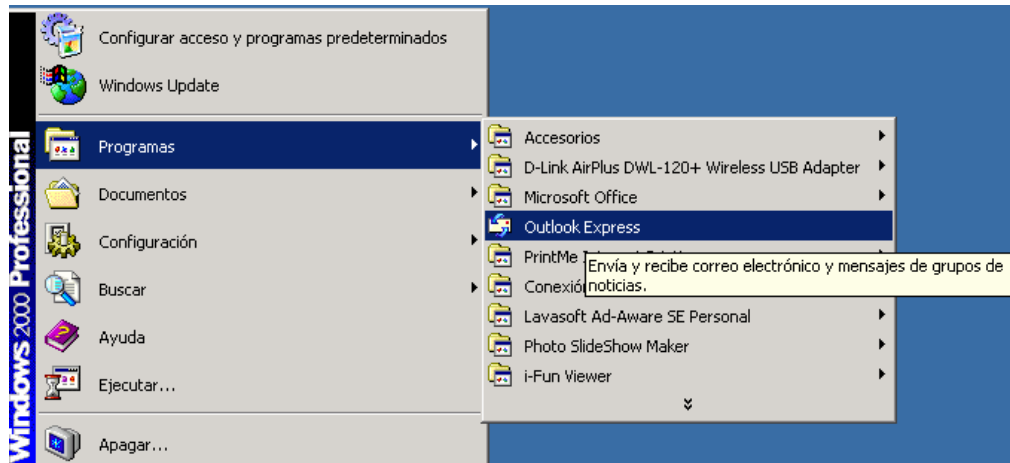 Windows 2000 Professional
Configurar acceso y programas predeterminados
Windows Update
Programas
Documentos
Configuración
Buscar
Ayuda
Ejecutar...
Apagar...
Accesorios
D-Link AirPlus DWL-120+ Wireless USB Adapter
Microsoft Office
Outlook Express
PrintMe
Envía y recibe correo electrónico y mensajes de grupos de
noticias.
Conexión
Lavasoft Ad-Aware SE Personal
Photo SlideShow Maker
i-Fun Viewer